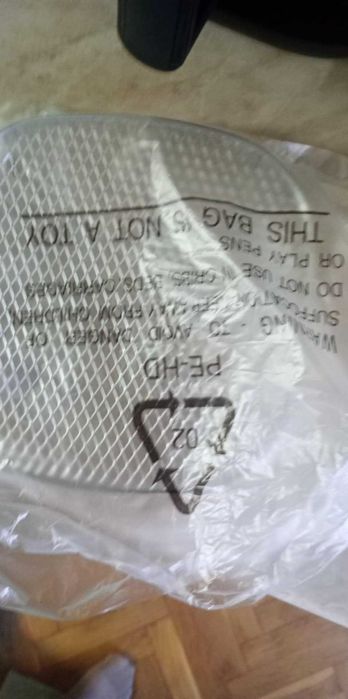 02
PE-HD
WARNING - TO AVOID DANGER OF
SUFFOCATION KEEP AWAY FROM CHILDREN
DO NOT USE IN CRIBS, BEDS, CARRIAGES
OR PLAY PENS
THIS BAG IS NOT A TOY